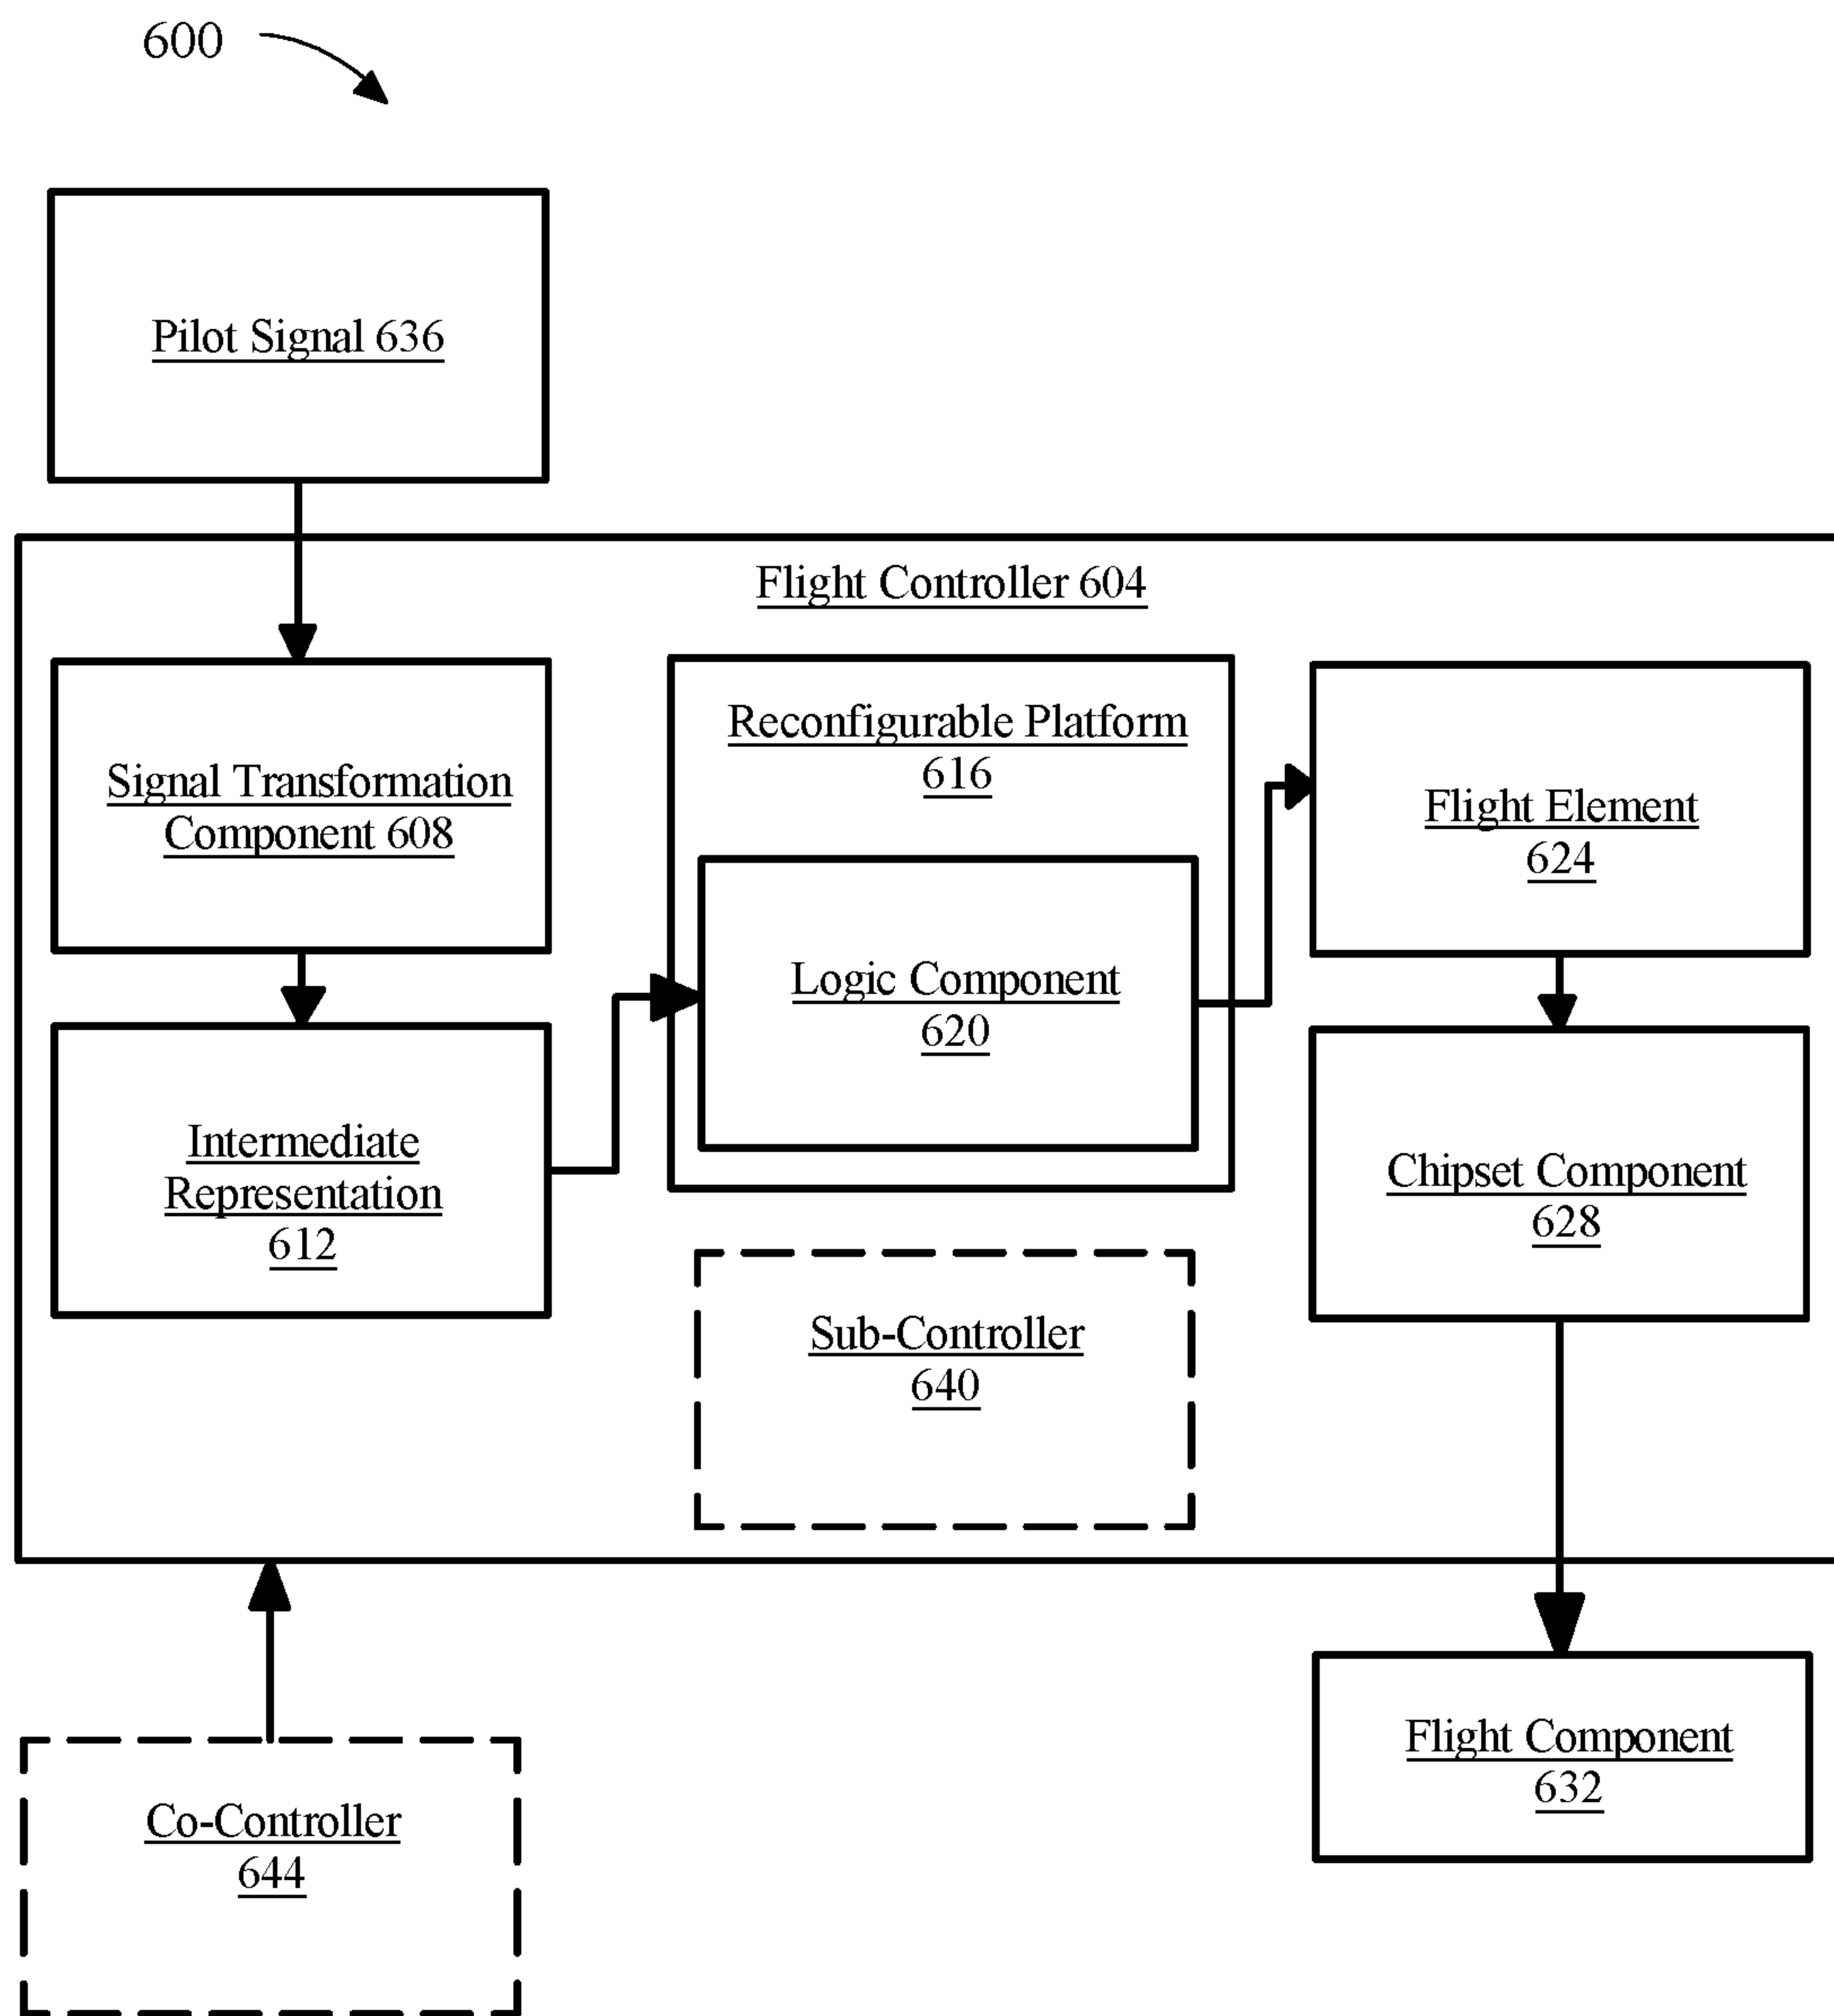 600
Pilot Signal 636
Flight Controller 604
Signal Transformation
Component 608
Intermediate
Representation
612
Reconfigurable Platform
616
Logic Component
620
Sub-Controller
640
Flight Element
624
Chipset Component
628
Flight Component
632
Co-Controller
644